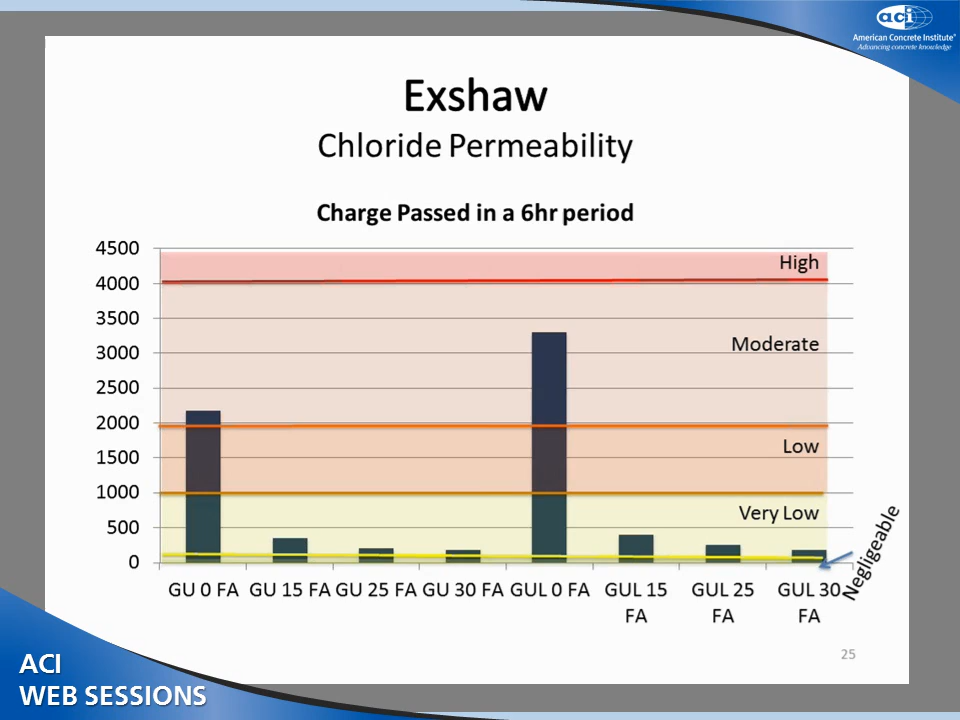 aci
American Concrete Institute®
Advancing concrete knowledge
Exshaw
Chloride Permeability
Charge Passed in a 6hr period
4500
4000
3500
3000
2500
2000
1500
1000
500
0
High
Moderate
Low
Very Low
Negligeable
GU 0 FA GU 15 FA GU 25 FA GU 30 FA GUL 0 FA GUL 15 GUL 25 GUL 30
FA FA FA
25
ACI
WEB SESSIONS